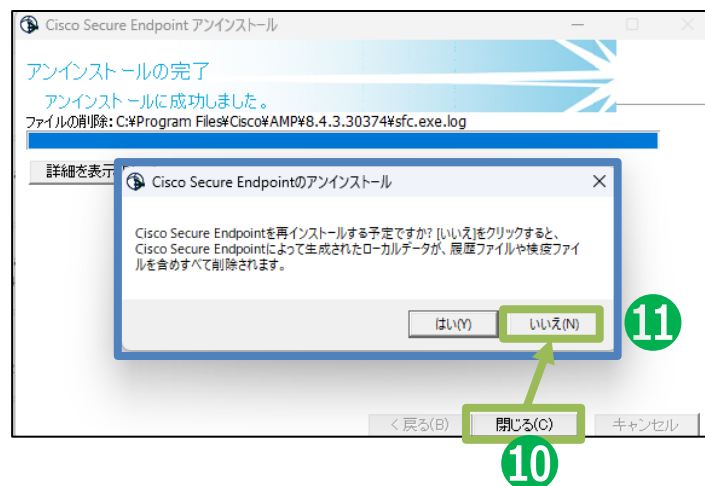 Cisco Secure Endpoint アンインストール
アンインストールの完了
アンインストールに成功しました。
ファイルの削除: C:¥Program Files¥Cisco¥AMP¥8.4.3.30374¥sfc.exe.log
詳細を表示
Cisco Secure Endpointのアンインストール
Cisco Secure Endpointを再インストールする予定ですか? [いいえ]をクリックすると、
Cisco Secure Endpointによって生成されたローカルデータが、履歴ファイルや検疫ファイ
ルを含めすべて削除されます。
はい(Y) いいえ(N)
11
< 戻る(B) 閉じる(C) キャンセル
10